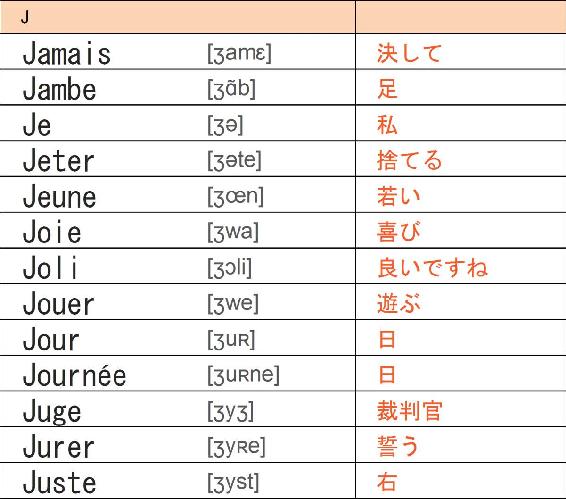 J
Jamais [ʒamɛ] 決して
Jambe [ʒɑ̃b] 足
Je [ʒə] 私
Jeter [ʒəte] 捨てる
Jeune [ʒœn] 若い
Joie [ʒwa] 喜び
Joli [ʒɔli] 良いですね
Jouer [ʒwe] 遊ぶ
Jour [ʒuʀ] 日
Journée [ʒuʀne] 日
Juge [ʒyʒ] 裁判官
Jurer [ʒyʀe] 誓う
Juste [ʒyst] 右